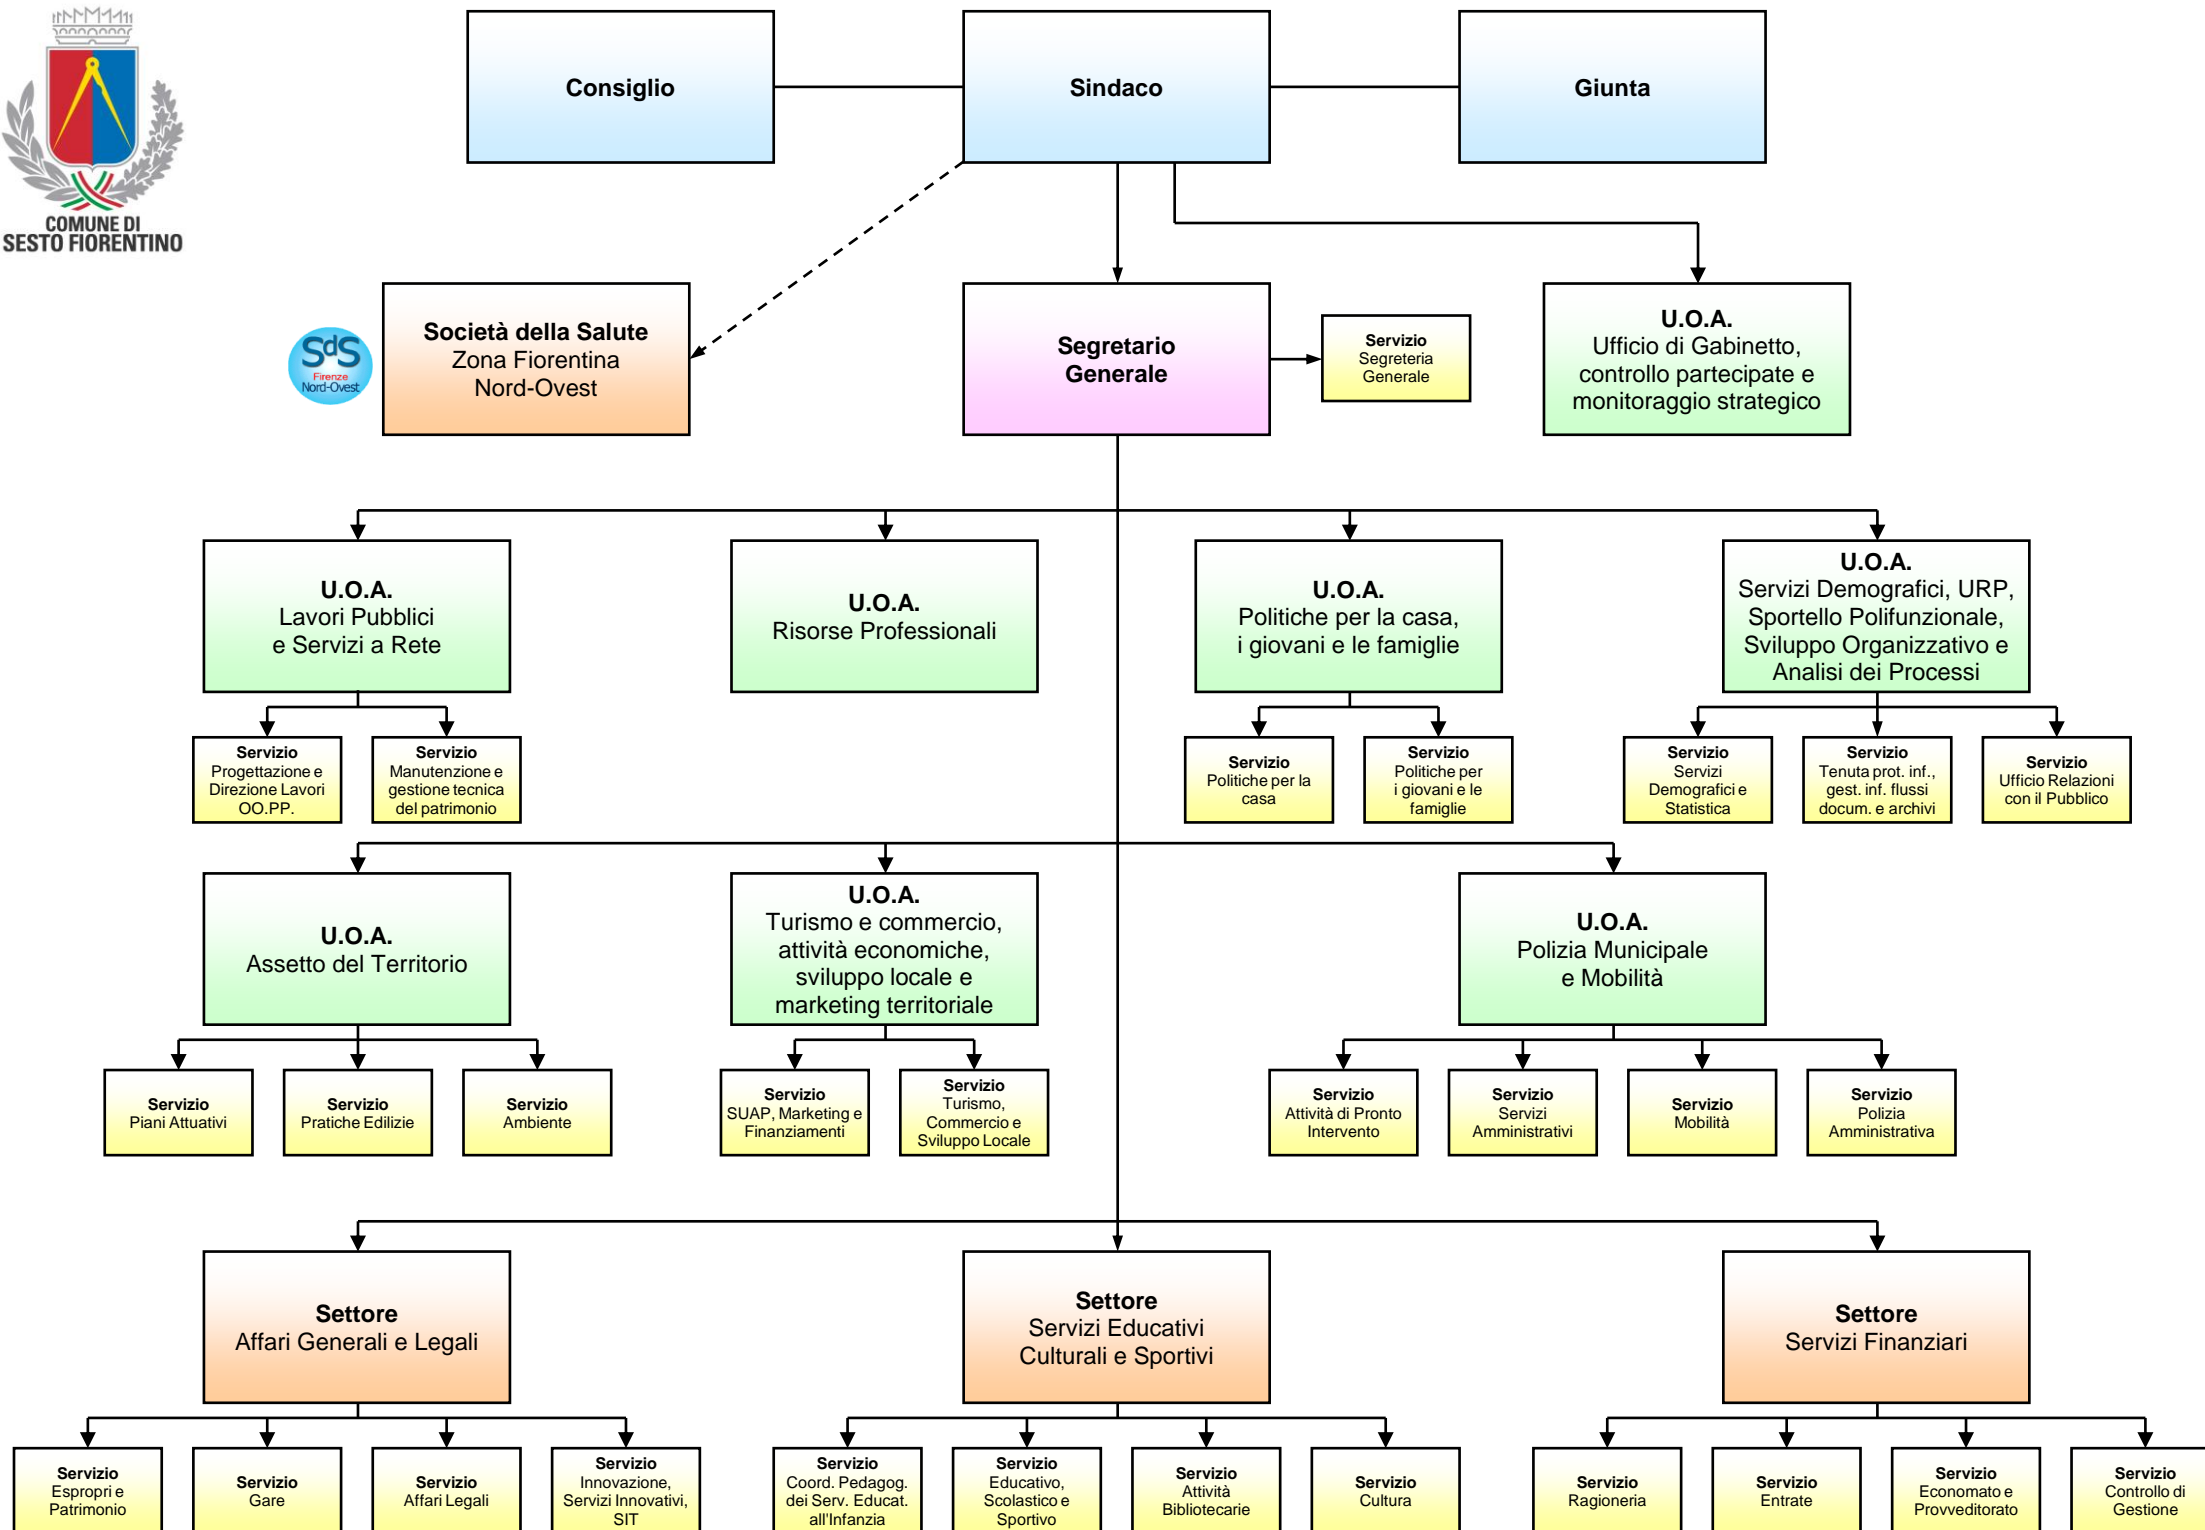 COMUNE DI
SESTO FIORENTINO
Consiglio
Sindaco
Giunta
SdS
Firenze
Nord-Ovest
Società della Salute
Zona Fiorentina
Nord-Ovest
Segretario
Generale
Servizio
Segreteria
Generale
U.O.A.
Ufficio di Gabinetto,
controllo partecipate e
monitoraggio strategico
U.O.A.
Lavori Pubblici
e Servizi a Rete
U.O.A.
Risorse Professionali
U.O.A.
Politiche per la casa,
i giovani e le famiglie
U.O.A.
Servizi Demografici, URP,
Sportello Polifunzionale,
Sviluppo Organizzativo e
Analisi dei Processi
Servizio
Progettazione e
Direzione Lavori
OO.PP.
Servizio
Manutenzione e
gestione tecnica
del patrimonio
Servizio
Politiche per la
casa
Servizio
Politiche per
i giovani e le
famiglie
Servizio
Servizi
Demografici e
Statistica
Servizio
Tenuta prot. inf.,
gest. inf. flussi
docum. e archivi
Servizio
Ufficio Relazioni
con il Pubblico
U.O.A.
Assetto del Territorio
U.O.A.
Turismo e commercio,
attività economiche,
sviluppo locale e
marketing territoriale
U.O.A.
Polizia Municipale
e Mobilità
Servizio
Piani Attuativi
Servizio
Pratiche Edilizie
Servizio
Ambiente
Servizio
SUAP, Marketing e
Finanziamenti
Servizio
Turismo,
Commercio e
Sviluppo Locale
Servizio
Attività di Pronto
Intervento
Servizio
Servizi
Amministrativi
Servizio
Mobilità
Servizio
Polizia
Amministrativa
Settore
Affari Generali e Legali
Settore
Servizi Educativi
Culturali e Sportivi
Settore
Servizi Finanziari
Servizio
Espropri e
Patrimonio
Servizio
Gare
Servizio
Affari Legali
Servizio
Innovazione,
Servizi Innovativi,
SIT
Servizio
Coord. Pedagog.
dei Serv. Educat.
all'Infanzia
Servizio
Educativo,
Scolastico e
Sportivo
Servizio
Attività
Bibliotecarie
Servizio
Cultura
Servizio
Ragioneria
Servizio
Entrate
Servizio
Economato e
Provveditorato
Servizio
Controllo di
Gestione